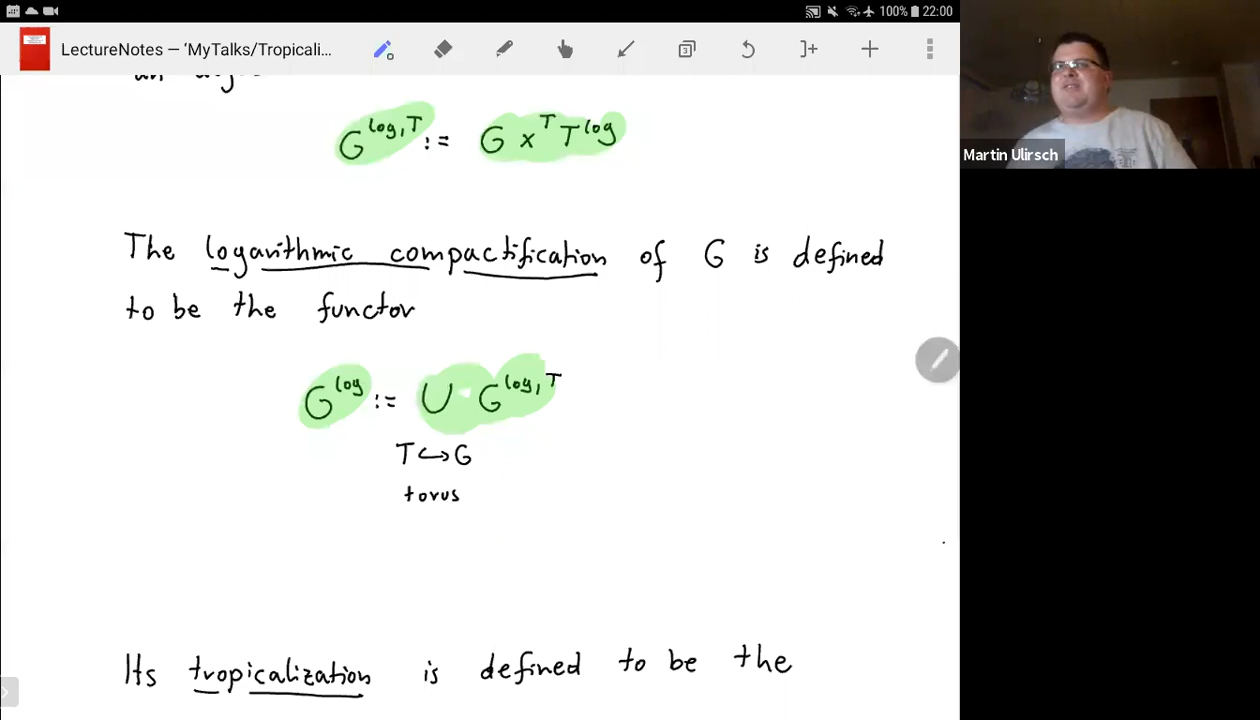 100% 22:00
LectureNotes — ‘MyTalks/Tropicali...
3
G^{log,T} := G ×^T T^{log}
The logarithmic compactification of G is defined
to be the functor
G^{log} := ∪ G^{log,T}
T ↪ G
torus
Its tropicalization is defined to be the
Martin Ulirsch